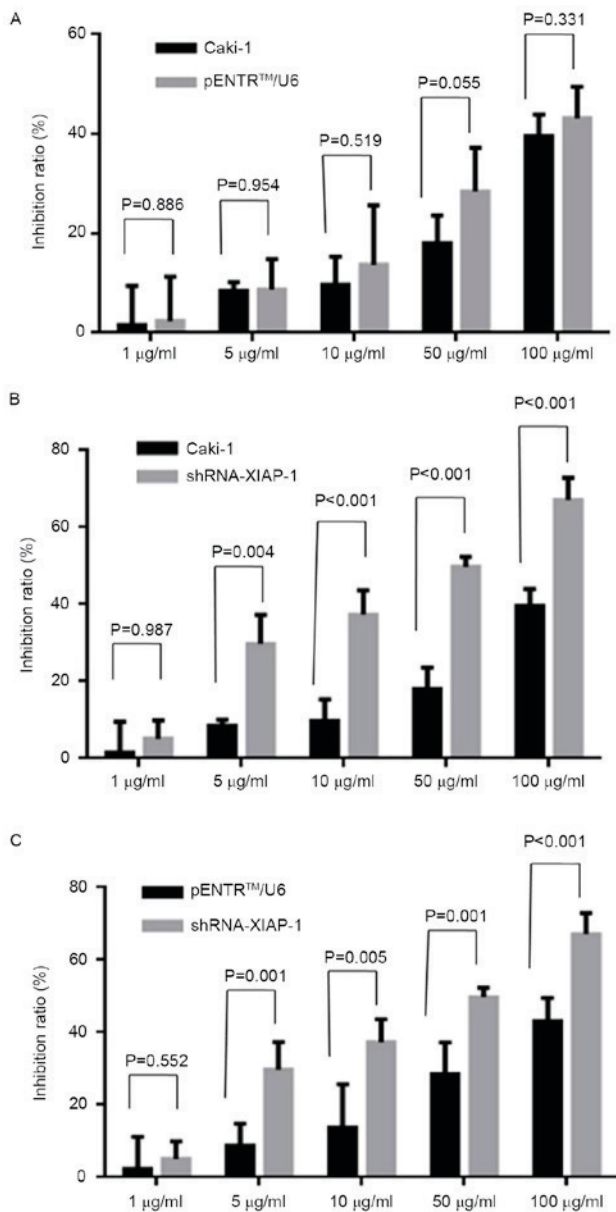 A
60
Caki-1
pENTR™/U6
P=0.331
P=0.055
P=0.519
P=0.954
P=0.886
40
20
0
Inhibition ratio (%)
1 μg/ml 5 μg/ml 10 μg/ml 50 μg/ml 100 μg/ml
B
80
Caki-1
shRNA-XIAP-1
P<0.001
P<0.001
P<0.001
P=0.004
P=0.987
60
40
20
0
Inhibition ratio (%)
1 μg/ml 5 μg/ml 10 μg/ml 50 μg/ml 100 μg/ml
C
80
pENTR™/U6
shRNA-XIAP-1
P<0.001
P=0.001
P=0.005
P=0.001
P=0.552
60
40
20
0
Inhibition ratio (%)
1 μg/ml 5 μg/ml 10 μg/ml 50 μg/ml 100 μg/ml